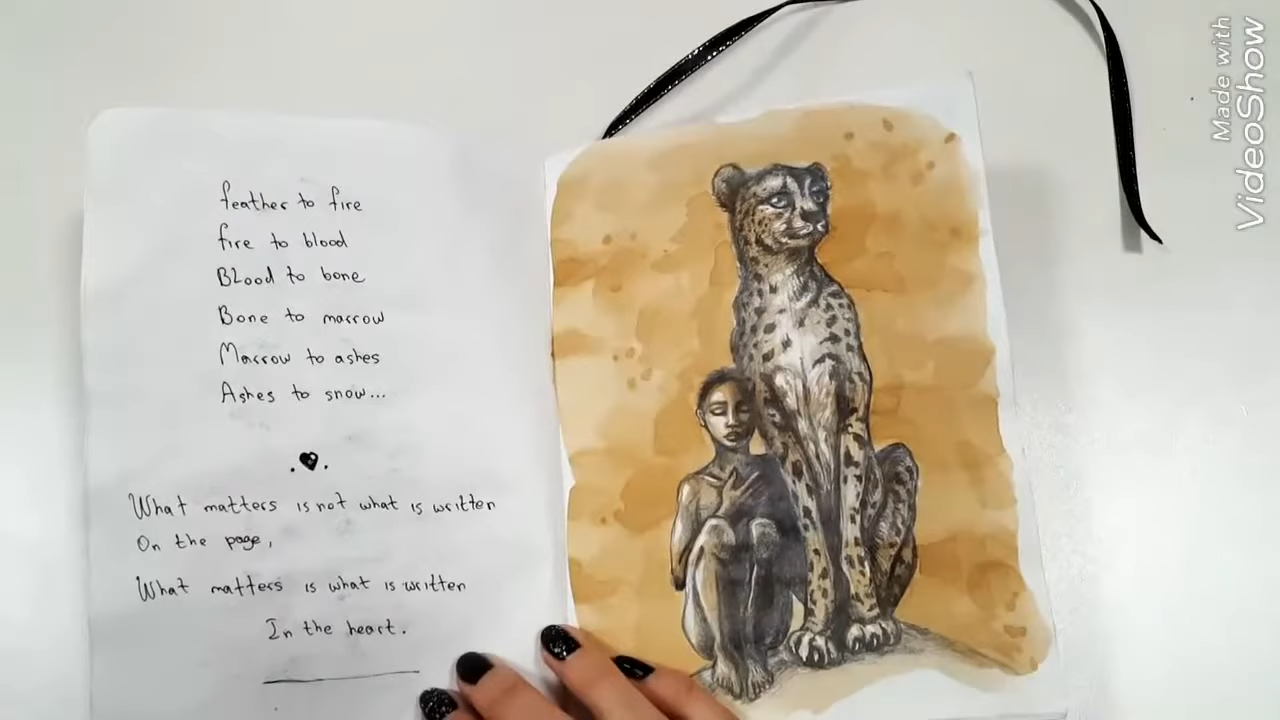 feather to fire
fire to blood
BLood to bone
Bone to marrow
Marrow to ashes
Ashes to snow...
What matters is not what is written
On the page,
What matters is what is written
In the heart.
Made with
VideoShow